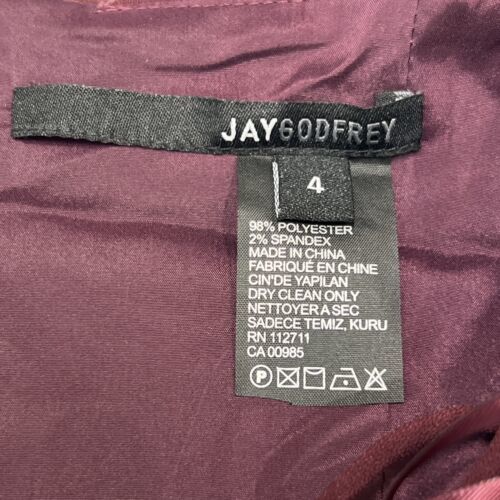 JAYGODFREY
4
98% POLYESTER
2% SPANDEX
MADE IN CHINA
FABRIQUÉ EN CHINE
CIN'DE YAPILAN
DRY CLEAN ONLY
NETTOYER A SEC
SADECE TEMIZ, KURU
RN 112711
CA 00985
P